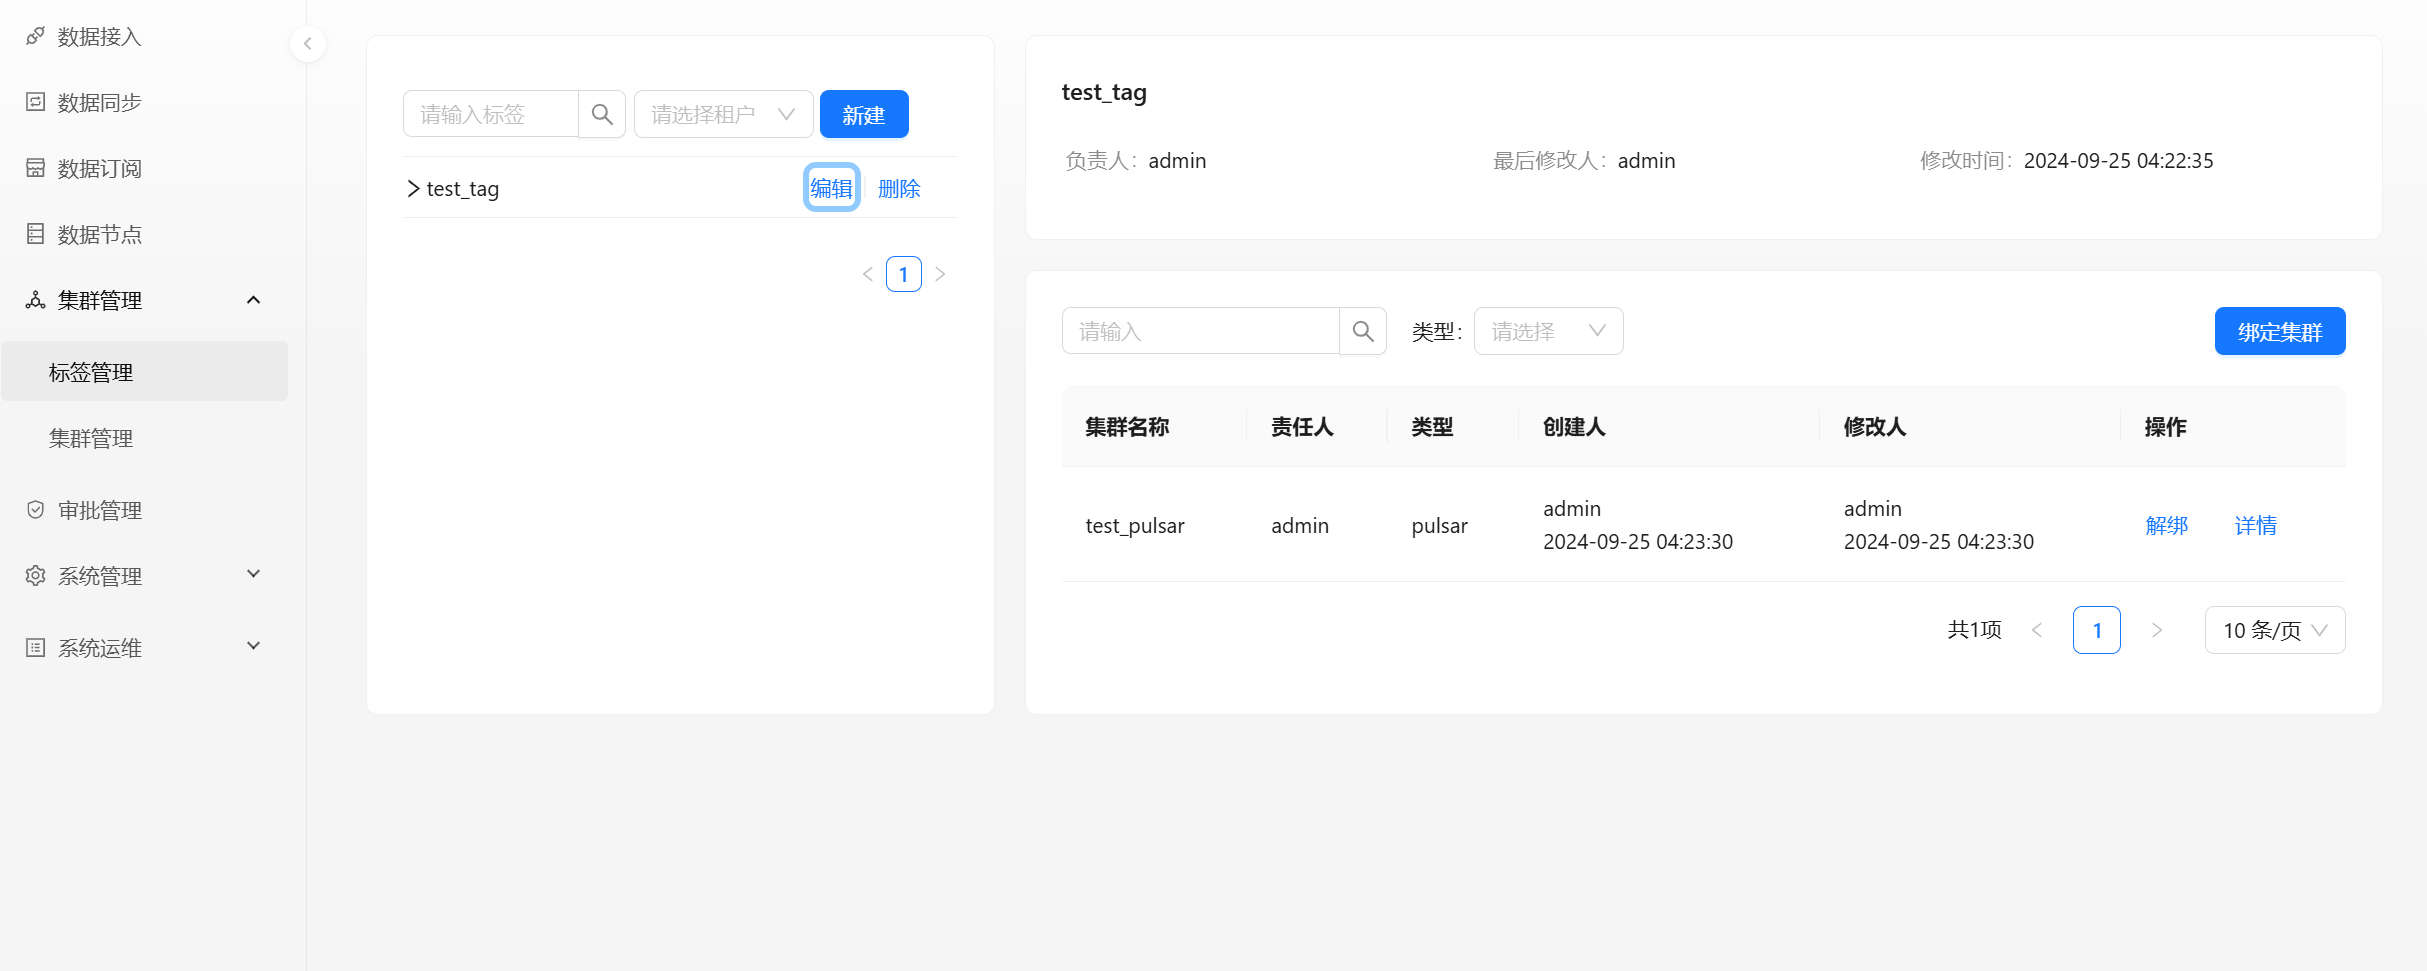 数据接入
数据同步
数据订阅
数据节点
集群管理
标签管理
集群管理
审批管理
系统管理
系统运维
请输入标签
请选择租户
新建
test_tag
编辑
删除
1
test_tag
负责人: admin
最后修改人: admin
修改时间: 2024-09-25 04:22:35
请输入
类型:
请选择
绑定集群
集群名称 责任人 类型 创建人 修改人 操作
test_pulsar admin pulsar
admin
2024-09-25 04:23:30
admin
2024-09-25 04:23:30
解绑 详情
共1项
1
10 条/页